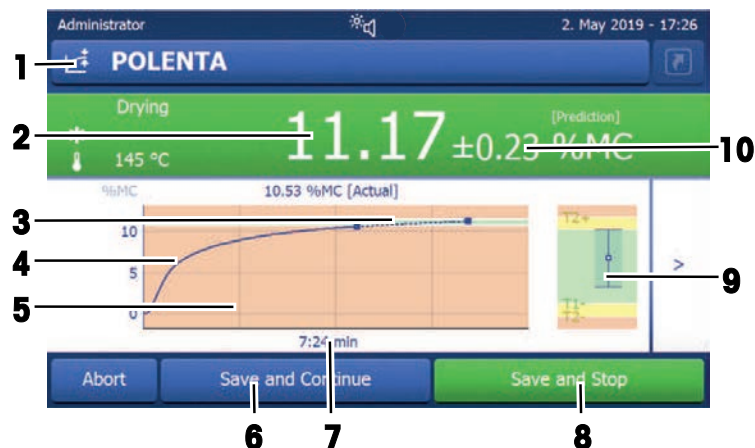 Administrator 2. May 2019 - 17:26
1 POLENTA
Drying [Prediction]
2 11.17 ±0.23 %MC 10
145 °C
%MC 10.53 %MC [Actual]
3 T2+
10
4 5 9 >
5 0 T1-
T2-
7:24 min
Abort Save and Continue Save and Stop
6 7 8